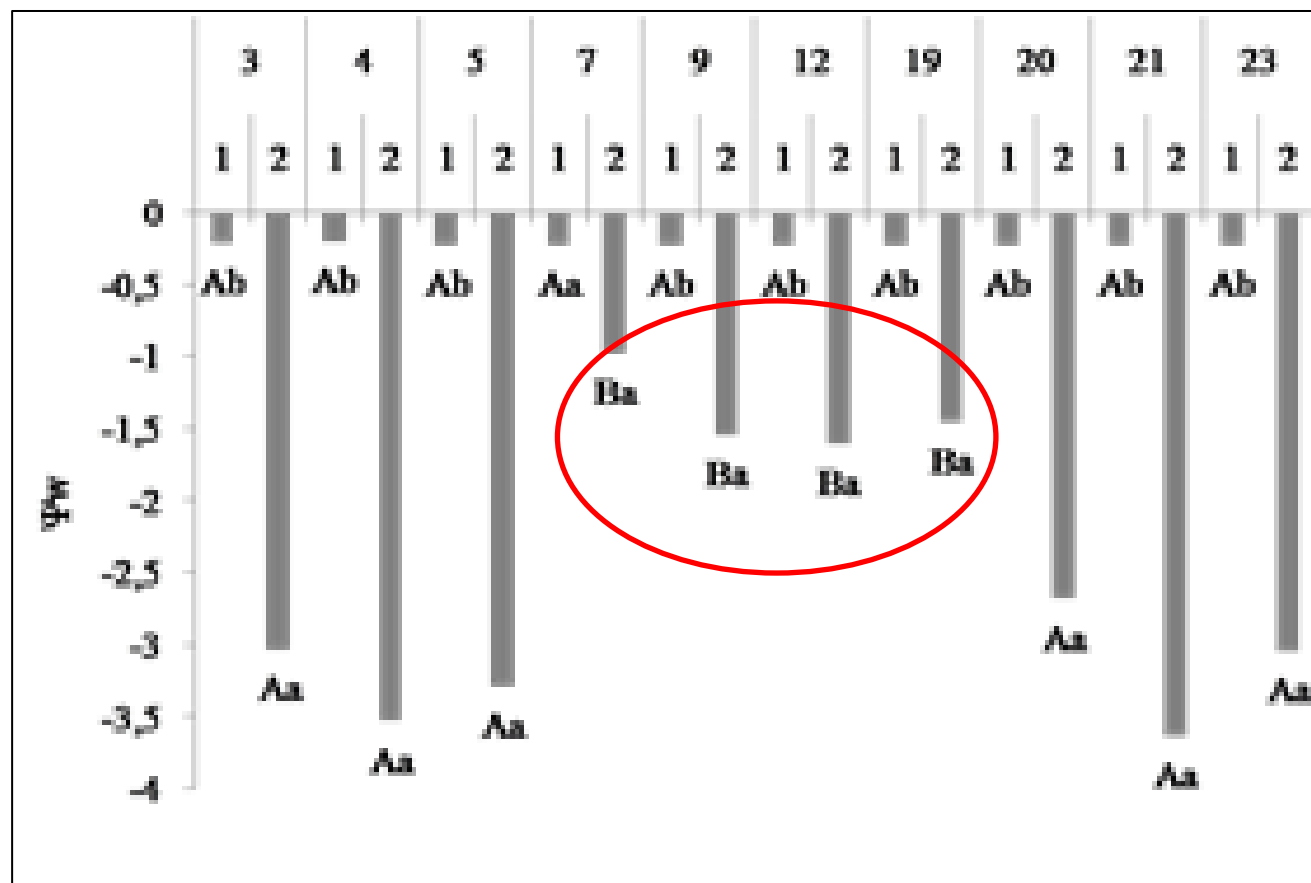 3 4 5 7 9 12 19 20 21 23
1 2 1 2 1 2 1 2 1 2 1 2 1 2 1 2 1 2 1 2
0
Ab Ab Ab Aa Ab Ab Ab Ab Ab Ab
-0,5
-1
Ba
-1,5
Ba Ba Ba
-2
Ψw
-2,5
Aa
-3
Aa Aa
-3,5
Aa Aa Aa
-4